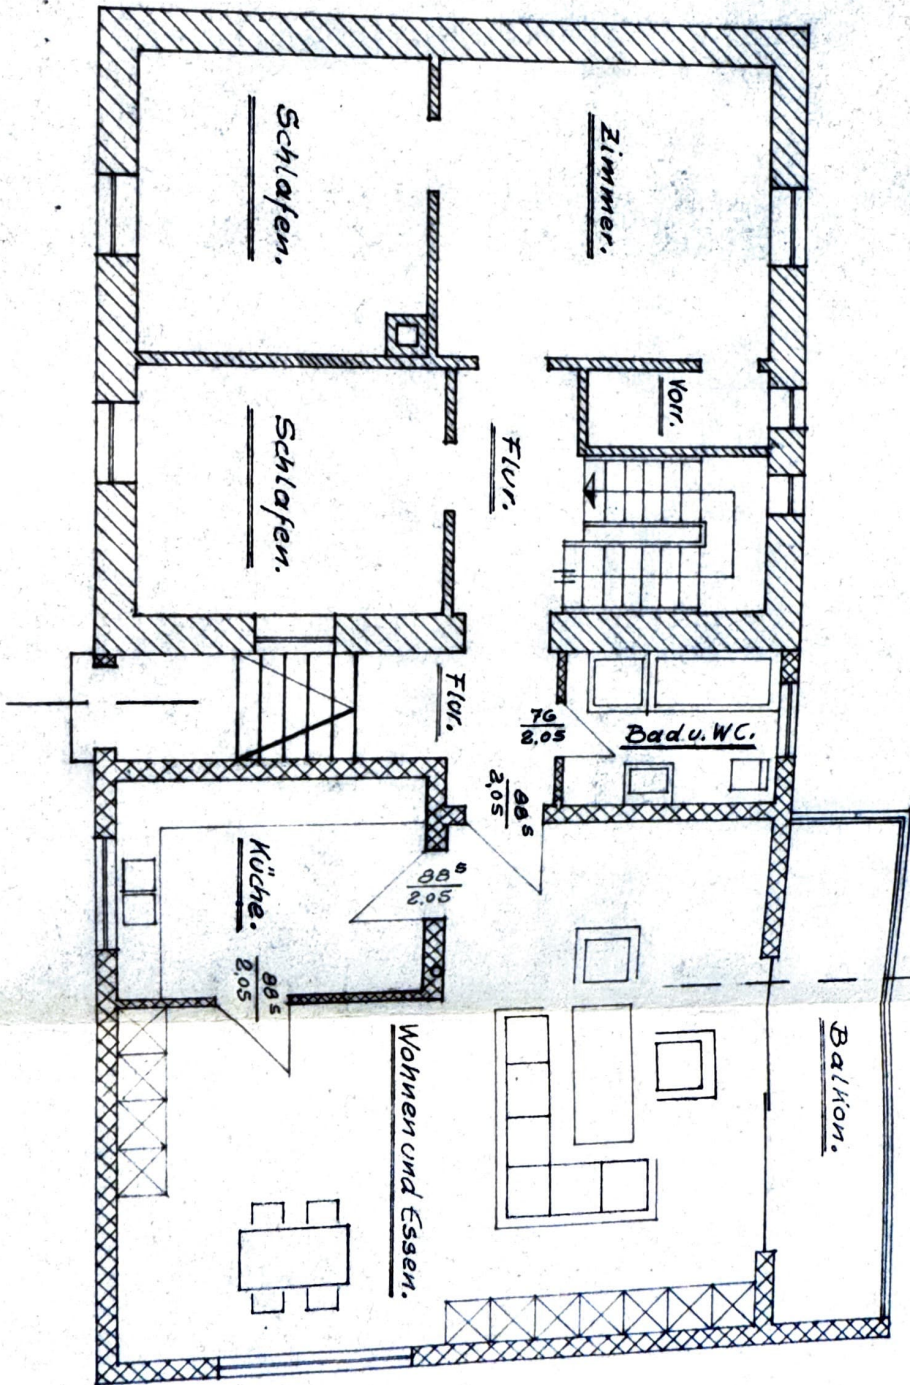 Schlafen.
Zimmer.
Schlafen.
Flur.
Vorr.
Flur.
76
2.05
Bad u. WC.
88⁵
2,05
Küche.
88⁵
2.05
88⁵
2,05
Wohnen und Essen.
Balkon.